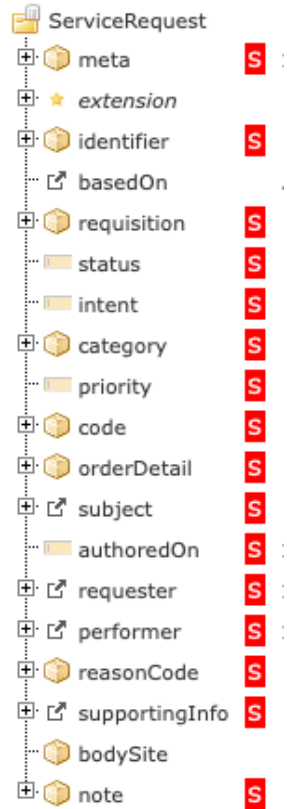 ServiceRequest
meta S
extension
identifier S
basedOn
requisition S
status S
intent S
category S
priority S
code S
orderDetail S
subject S
authoredOn S
requester S
performer S
reasonCode S
supportingInfo S
bodySite
note S